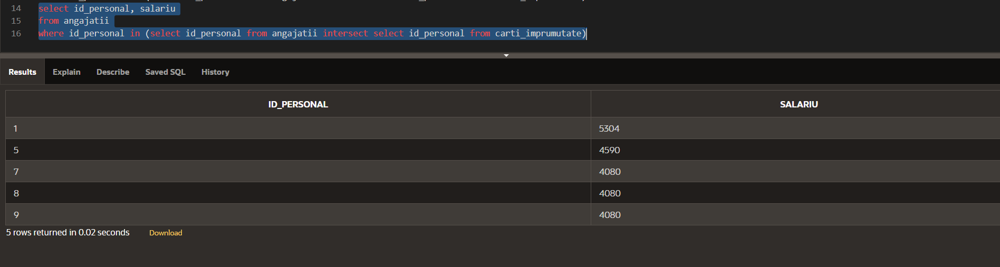 14 select id_personal, salariu
15 from angajatii
16 where id_personal in (select id_personal from angajatii intersect select id_personal from carti_imprumutate)
Results Explain Describe Saved SQL History
ID_PERSONAL SALARIU
1 5304
5 4590
7 4080
8 4080
9 4080
5 rows returned in 0.02 seconds Download